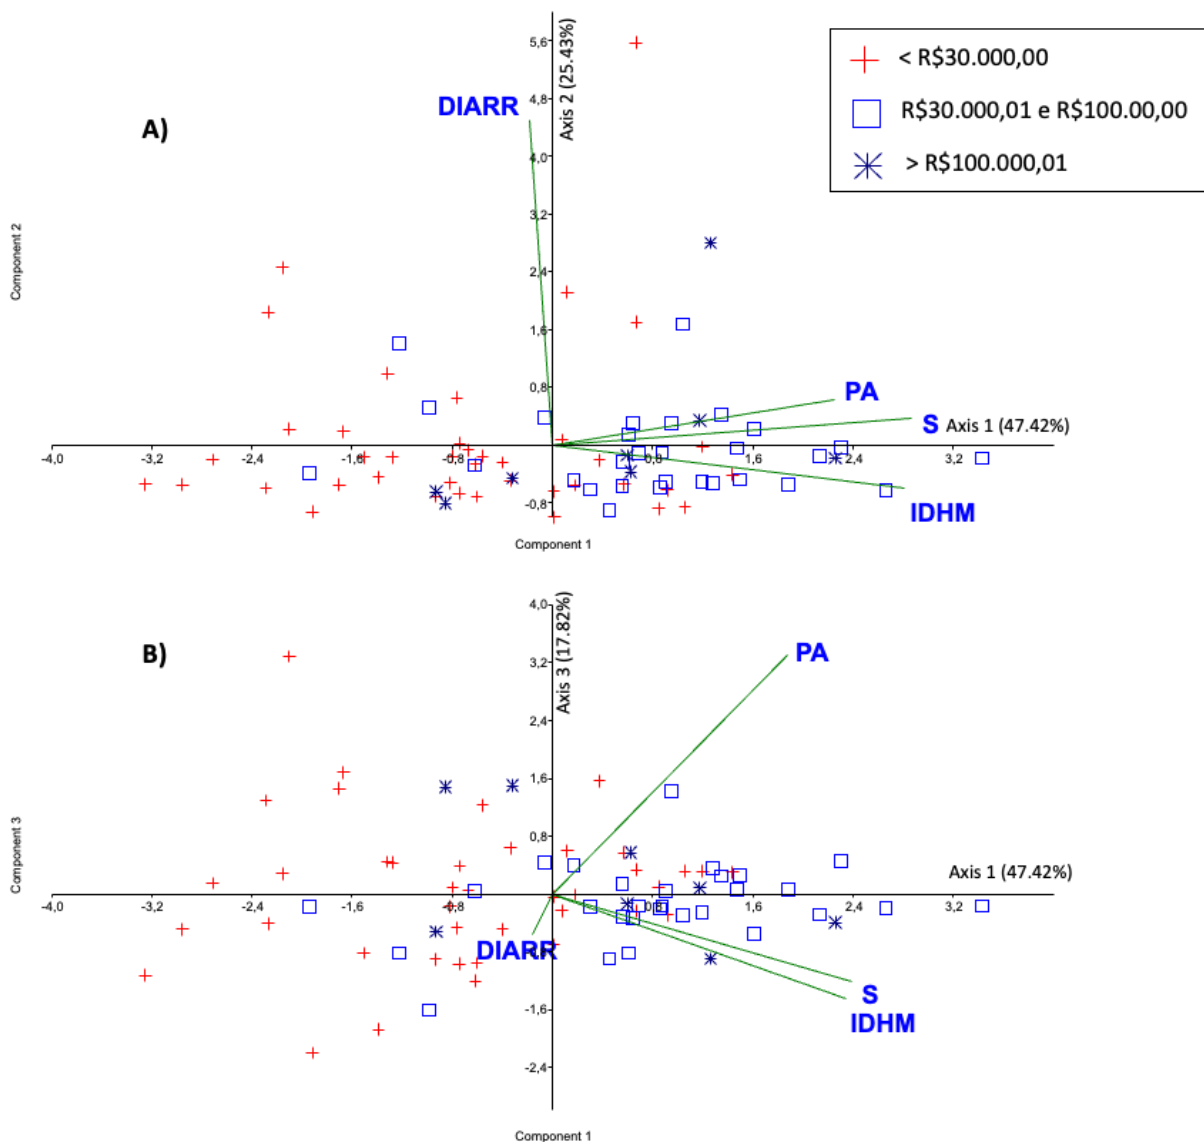 5,6
4,8
4,0
3,2
2,4
1,6
0,8
-0,8
Axis 2 (25.43%)
Component 2
A)
DIARR
PA
S
Axis 1 (47.42%)
IDHM
-4,0 -3,2 -2,4 -1,6 -0,8 0,8 1,6 2,4 3,2
Component 1
< R$30.000,00
R$30.000,01 e R$100.00,00
> R$100.000,01
4,0
3,2
1,6
0,8
-1,6
-2,4
Axis 3 (17.82%)
Component 3
B)
PA
Axis 1 (47.42%)
-4,0 -3,2 -2,4 -1,6 -0,8 0,8 1,6 2,4 3,2
DIARR
S
IDHM
Component 1